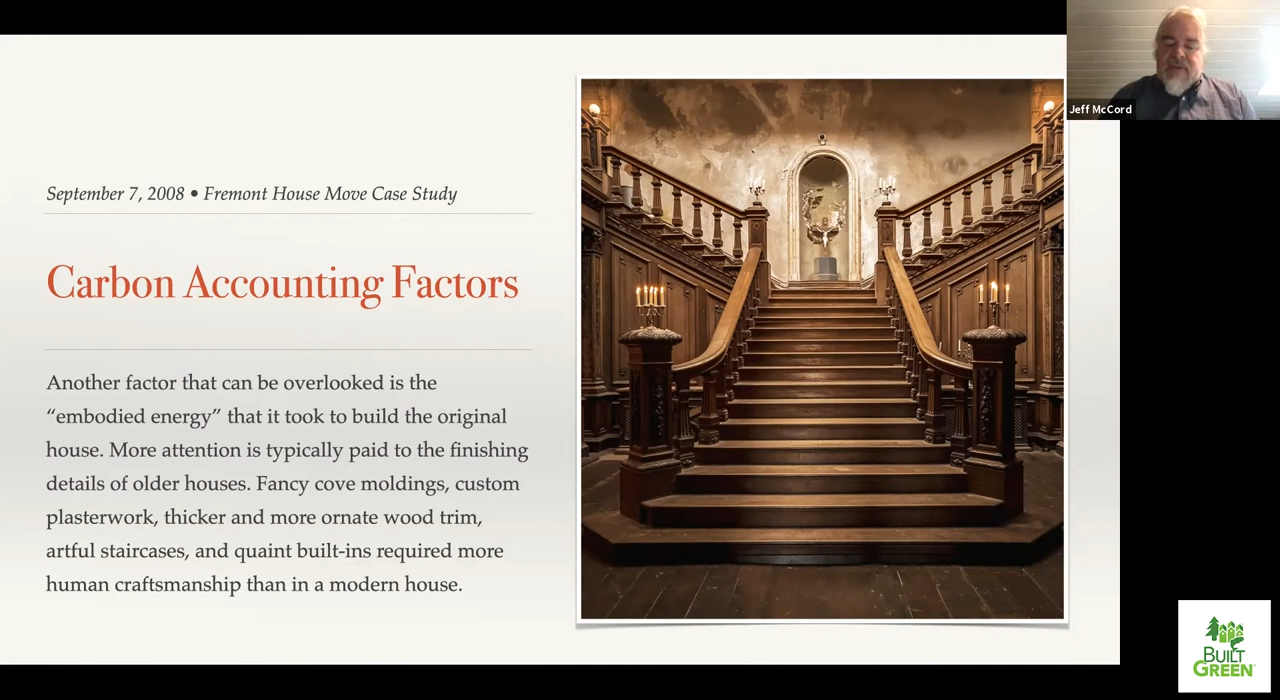 September 7, 2008 • Fremont House Move Case Study
Carbon Accounting Factors
Another factor that can be overlooked is the
“embodied energy” that it took to build the original
house. More attention is typically paid to the finishing
details of older houses. Fancy cove moldings, custom
plasterwork, thicker and more ornate wood trim,
artful staircases, and quaint built-ins required more
human craftsmanship than in a modern house.
Jeff McCord
BUILT
GREEN